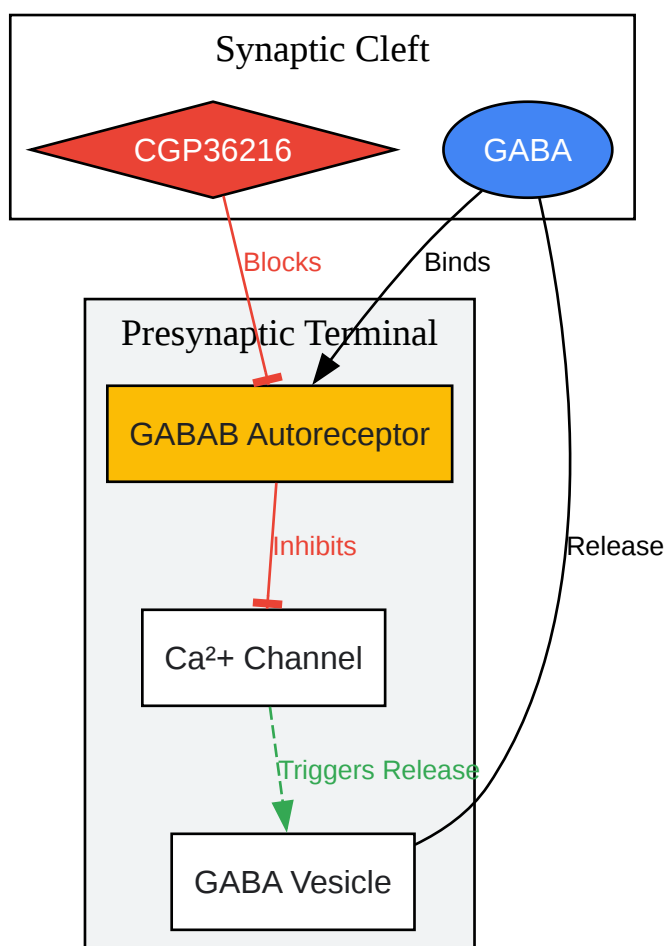 Synaptic Cleft
CGP36216
GABA
Blocks
Binds
Presynaptic Terminal
GABAB Autoreceptor
Inhibits
Release
Ca²+ Channel
Triggers Release
GABA Vesicle